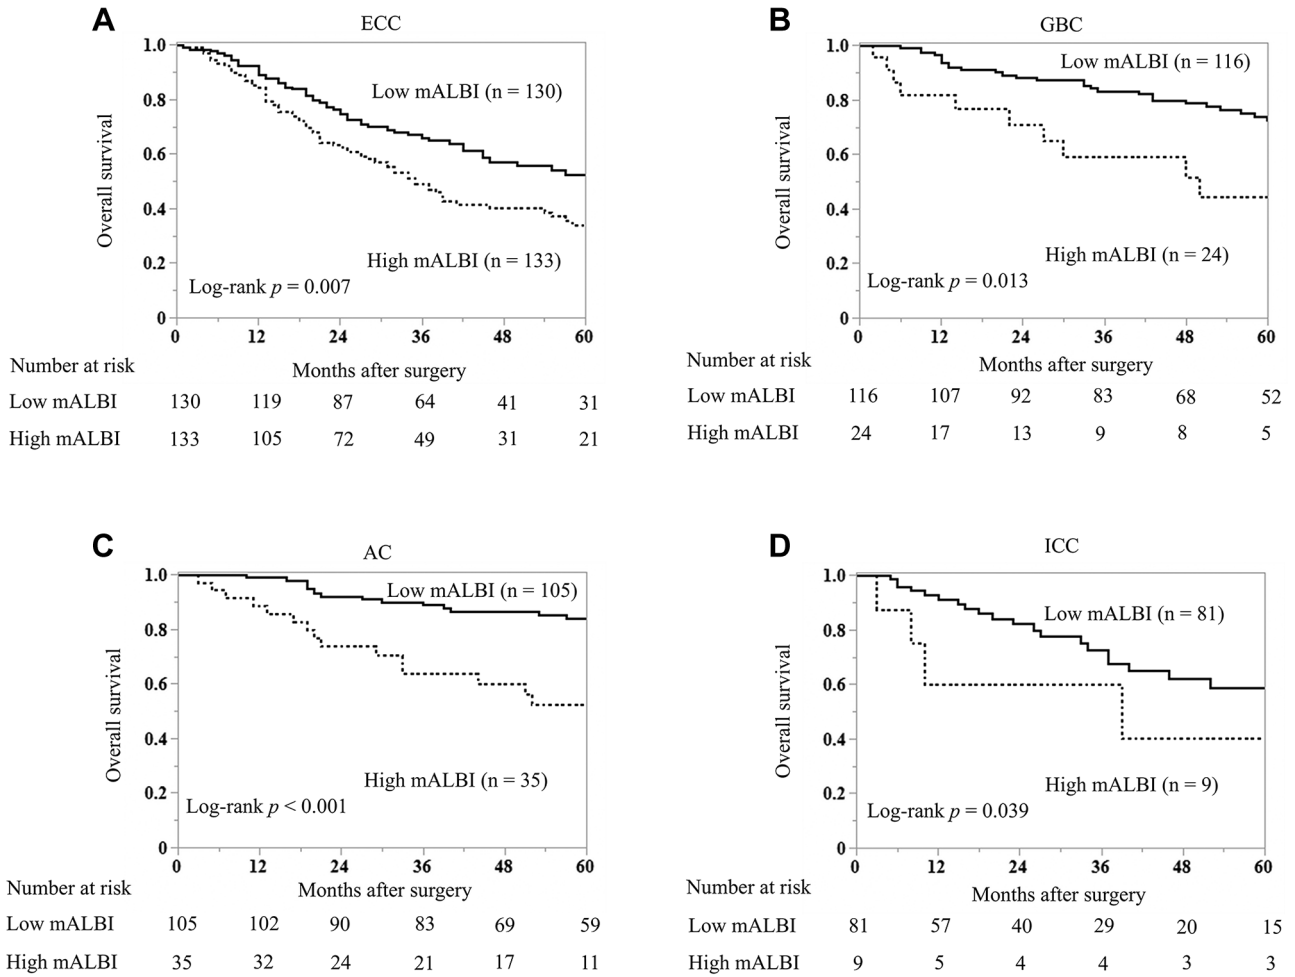 A
ECC
1.0
0.8
0.6
0.4
0.2
0
Overall survival
Low mALBI (n = 130)
High mALBI (n = 133)
Log-rank p = 0.007
0 12 24 36 48 60
Months after surgery
Number at risk
Low mALBI 130 119 87 64 41 31
High mALBI 133 105 72 49 31 21
B
GBC
1.0
0.8
0.6
0.4
0.2
0
Overall survival
Low mALBI (n = 116)
High mALBI (n = 24)
Log-rank p = 0.013
0 12 24 36 48 60
Months after surgery
Number at risk
Low mALBI 116 107 92 83 68 52
High mALBI 24 17 13 9 8 5
C
AC
1.0
0.8
0.6
0.4
0.2
0
Overall survival
Low mALBI (n = 105)
High mALBI (n = 35)
Log-rank p < 0.001
0 12 24 36 48 60
Months after surgery
Number at risk
Low mALBI 105 102 90 83 69 59
High mALBI 35 32 24 21 17 11
D
ICC
1.0
0.8
0.6
0.4
0.2
0
Overall survival
Low mALBI (n = 81)
High mALBI (n = 9)
Log-rank p = 0.039
0 12 24 36 48 60
Months after surgery
Number at risk
Low mALBI 81 57 40 29 20 15
High mALBI 9 5 4 4 3 3